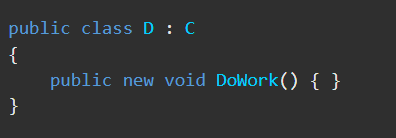 public class D : C
{
    public new void DoWork() { }
}